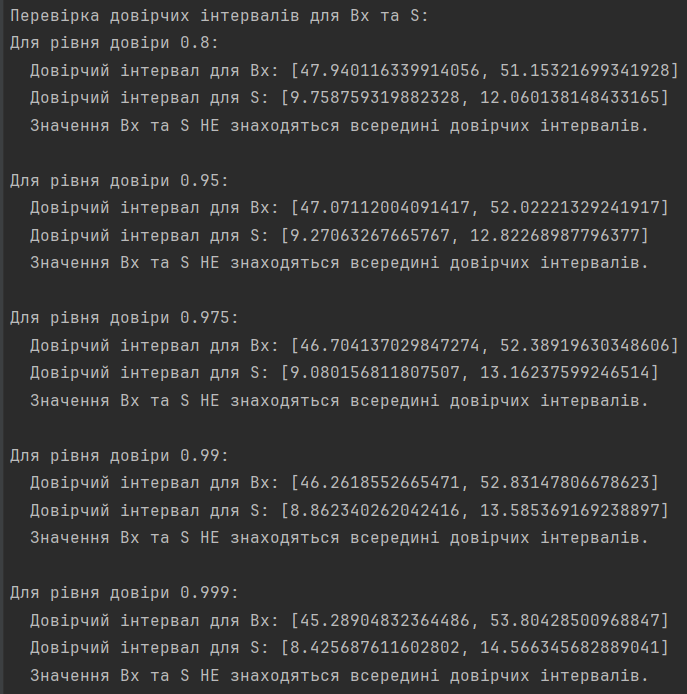 Перевірка довірчих інтервалів для Bx та S:
Для рівня довіри 0.8:
Довірчий інтервал для Bx: [47.940116339914056, 51.15321699341928]
Довірчий інтервал для S: [9.758759319882328, 12.060138148433165]
Значення Bx та S НЕ знаходяться всередині довірчих інтервалів.

Для рівня довіри 0.95:
Довірчий інтервал для Bx: [47.07112004091417, 52.02221329241917]
Довірчий інтервал для S: [9.27063267665767, 12.82268987796377]
Значення Bx та S НЕ знаходяться всередині довірчих інтервалів.

Для рівня довіри 0.975:
Довірчий інтервал для Bx: [46.704137029847274, 52.38919630348606]
Довірчий інтервал для S: [9.080156811807507, 13.16237599246514]
Значення Bx та S НЕ знаходяться всередині довірчих інтервалів.

Для рівня довіри 0.99:
Довірчий інтервал для Bx: [46.2618552665471, 52.83147806678623]
Довірчий інтервал для S: [8.862340262042416, 13.585369169238897]
Значення Bx та S НЕ знаходяться всередині довірчих інтервалів.

Для рівня довіри 0.999:
Довірчий інтервал для Bx: [45.28904832364486, 53.80428500968847]
Довірчий інтервал для S: [8.425687611602802, 14.566345682889041]
Значення Bx та S НЕ знаходяться всередині довірчих інтервалів.